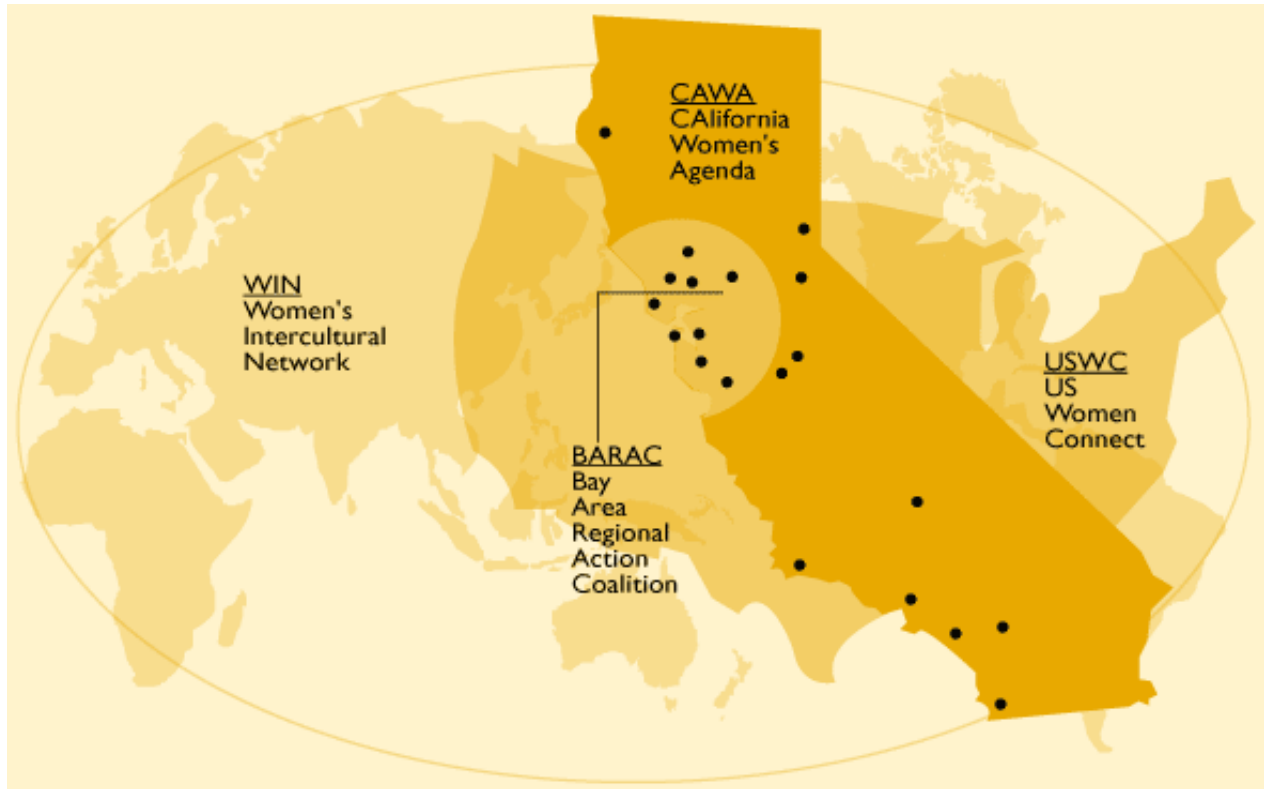 CAWA
CAlifornia
Women's
Agenda
WIN
Women's
Intercultural
Network
USWC
US
Women
Connect
BARAC
Bay
Area
Regional
Action
Coalition